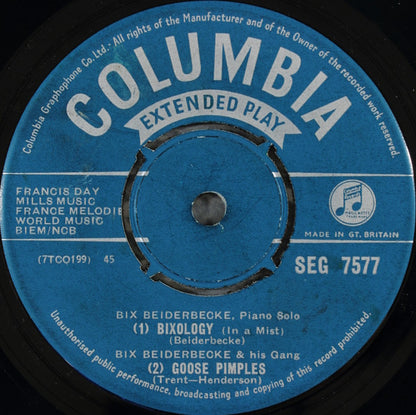 Columbia Graphophone Co. Ltd. · All rights of the Manufacturer and of the Owner of the recorded work reserved.
COLUMBIA
EXTENDED PLAY
FRANCIS DAY
MILLS MUSIC
FRANCE MELODIE
WORLD MUSIC
BIEM/NCB
MADE IN GT. BRITAIN
(7TCO199) 45
SEG 7577
BIX BEIDERBECKE, Piano Solo
(1) BIXOLOGY (In a Mist)
(Beiderbecke)
BIX BEIDERBECKE & his Gang
(2) GOOSE PIMPLES
(Trent—Henderson)
Unauthorised public performance, broadcasting and copying of this record prohibited.